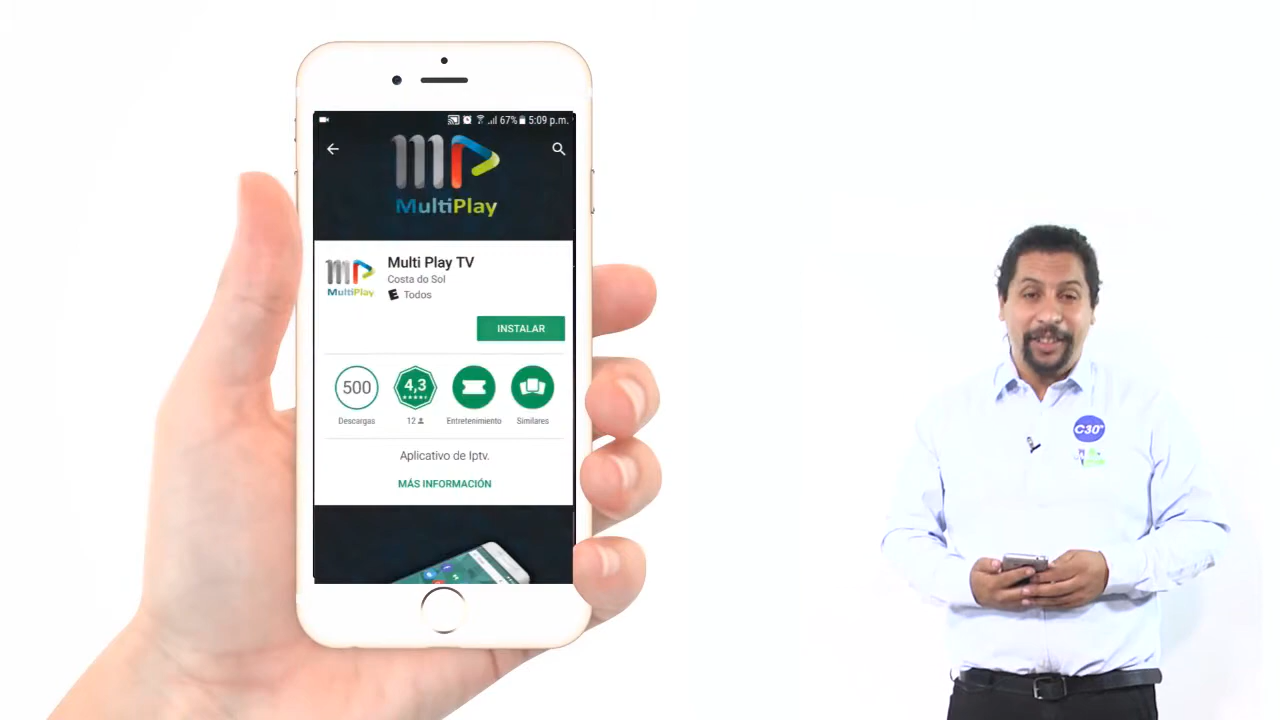 67% 5:09 p.m.
MultiPlay
Multi Play TV
Costa do Sol
E Todos
MultiPlay
INSTALAR
500
4,3
Descargas
12
Entretenimiento
Similares
Aplicativo de Iptv.
MÁS INFORMACIÓN
C30°